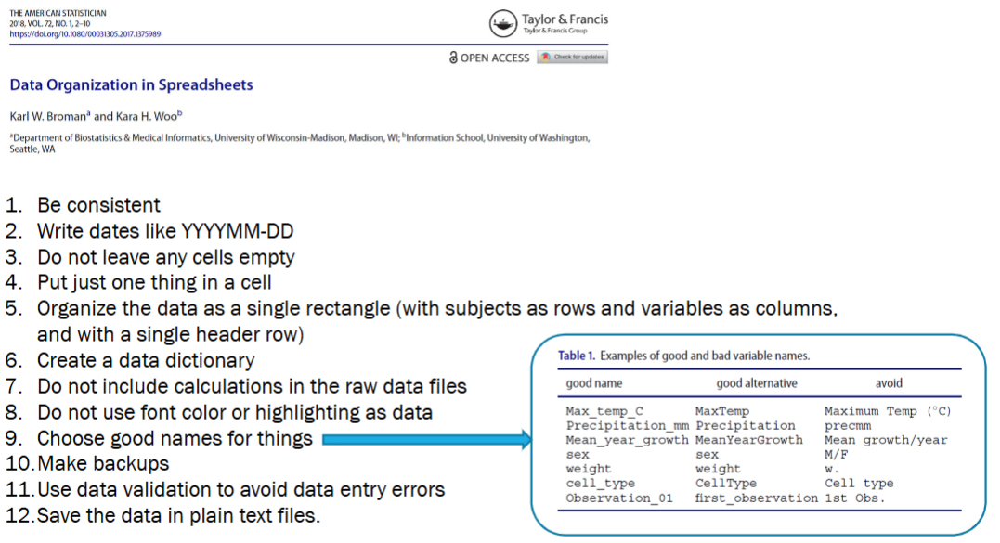 THE AMERICAN STATISTICIAN
2018, VOL. 72, NO. 1, 2–10
https://doi.org/10.1080/00031305.2017.1375989
Taylor & Francis
Taylor & Francis Group
OPEN ACCESS
Check for updates
Data Organization in Spreadsheets
Karl W. Bromanᵃ and Kara H. Wooᵇ
ᵃDepartment of Biostatistics & Medical Informatics, University of Wisconsin-Madison, Madison, WI; ᵇInformation School, University of Washington,
Seattle, WA
1. Be consistent
2. Write dates like YYYYMM-DD
3. Do not leave any cells empty
4. Put just one thing in a cell
5. Organize the data as a single rectangle (with subjects as rows and variables as columns,
and with a single header row)
6. Create a data dictionary
7. Do not include calculations in the raw data files
8. Do not use font color or highlighting as data
9. Choose good names for things
10. Make backups
11. Use data validation to avoid data entry errors
12. Save the data in plain text files.
Table 1. Examples of good and bad variable names.
good name good alternative avoid
Max_temp_C MaxTemp Maximum Temp (°C)
Precipitation_mm Precipitation precmm
Mean_year_growth MeanYearGrowth Mean growth/year
sex sex M/F
weight weight w.
cell_type CellType Cell type
Observation_01 first_observation 1st Obs.